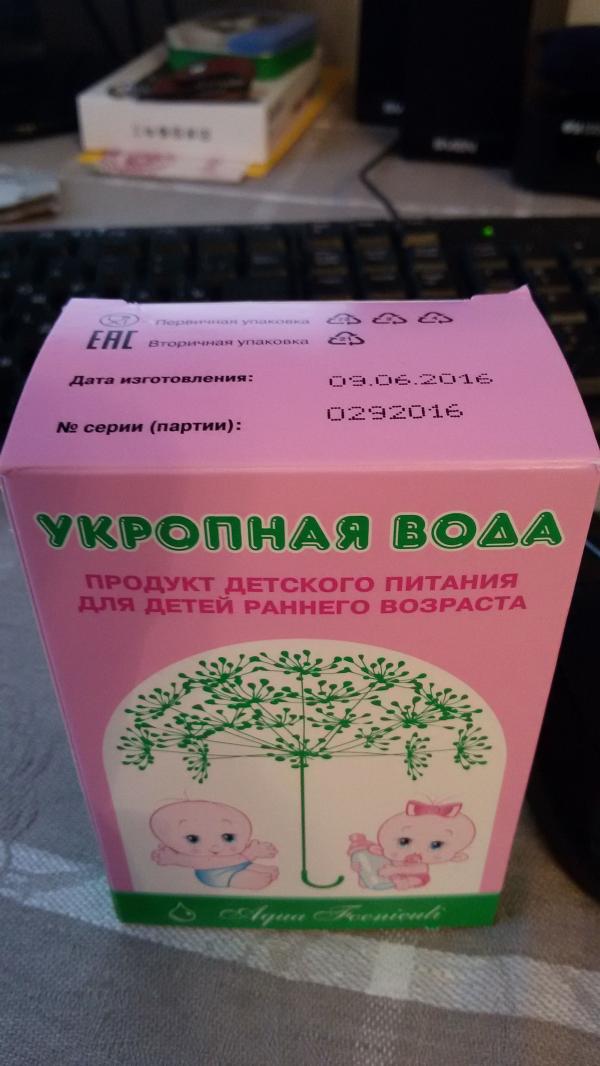 Первичная упаковка
EAC Вторичная упаковка
Дата изготовления: 09.06.2016
№ серии (партии): 0292016
УКРОПНАЯ ВОДА
ПРОДУКТ ДЕТСКОГО ПИТАНИЯ
ДЛЯ ДЕТЕЙ РАННЕГО ВОЗРАСТА
Aqua Foeniculi